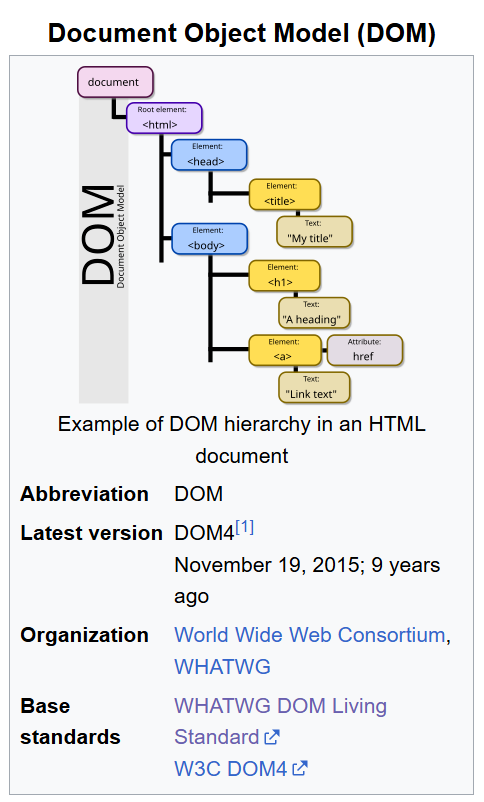 Document Object Model (DOM)
document
Root element:
<html>
Element:
<head>
Element:
<title>
Text:
"My title"
Element:
<body>
Element:
<h1>
Text:
"A heading"
Element:
<a>
Attribute:
href
Text:
"Link text"
DOM
Document Object Model
Example of DOM hierarchy in an HTML
document
Abbreviation DOM
Latest version DOM4[1]
November 19, 2015; 9 years
ago
Organization World Wide Web Consortium,
WHATWG
Base WHATWG DOM Living
standards Standard
W3C DOM4